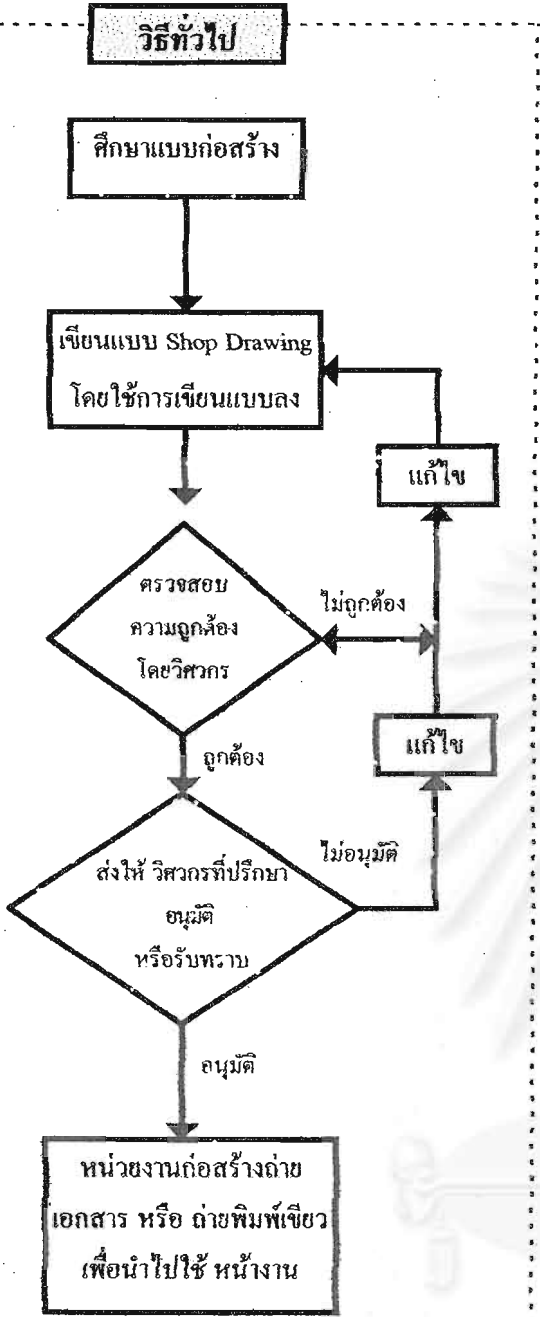 วิธีทั่วไป
ศึกษาแบบก่อสร้าง
เขียนแบบ Shop Drawing
โดยใช้การเขียนแบบลง
แก้ไข
ตรวจสอบ
ความถูกต้อง
โดยวิศวกร
ไม่ถูกต้อง
แก้ไข
ถูกต้อง
ส่งให้ วิศวกรที่ปรึกษา
อนุมัติ
หรือรับทราบ
ไม่อนุมัติ
อนุมัติ
หน่วยงานก่อสร้างถ่าย
เอกสาร หรือ ถ่ายพิมพ์เขียว
เพื่อนำไปใช้ หน้างาน